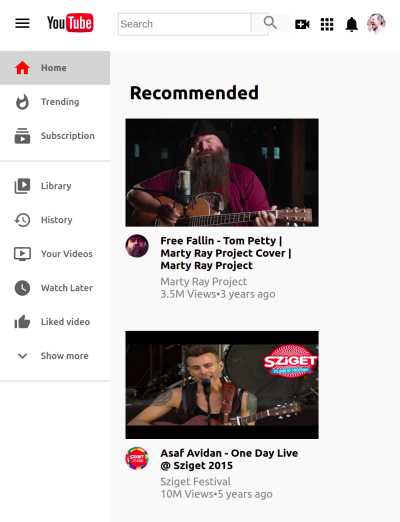 YouTube
Search
Home
Trending
Subscription
Library
History
Your Videos
Watch Later
Liked video
Show more
Recommended
Free Fallin - Tom Petty |
Marty Ray Project Cover |
Marty Ray Project
Marty Ray Project
3.5M Views•3 years ago
SZIGET
Asaf Avidan - One Day Live
@ Sziget 2015
Sziget Festival
10M Views•5 years ago